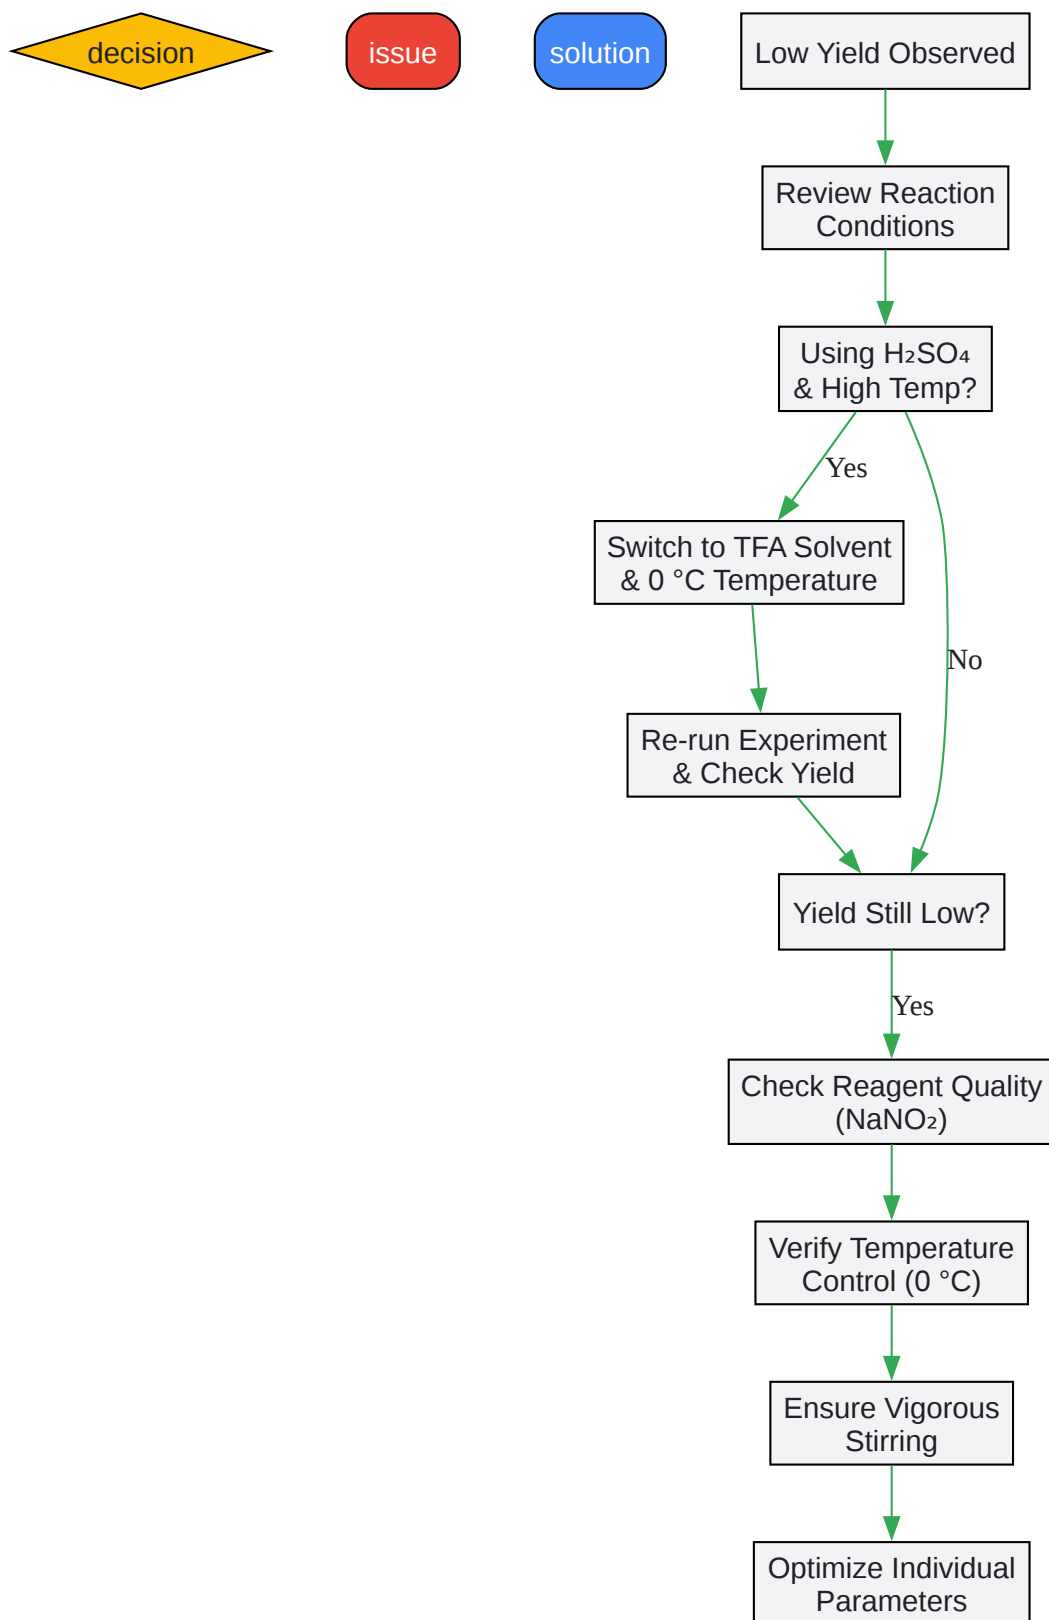 decision
issue
solution
Low Yield Observed
Review Reaction
Conditions
Using H₂SO₄
& High Temp?
Yes
Switch to TFA Solvent
& 0 °C Temperature
No
Re-run Experiment
& Check Yield
Yield Still Low?
Yes
Check Reagent Quality
(NaNO₂)
Verify Temperature
Control (0 °C)
Ensure Vigorous
Stirring
Optimize Individual
Parameters